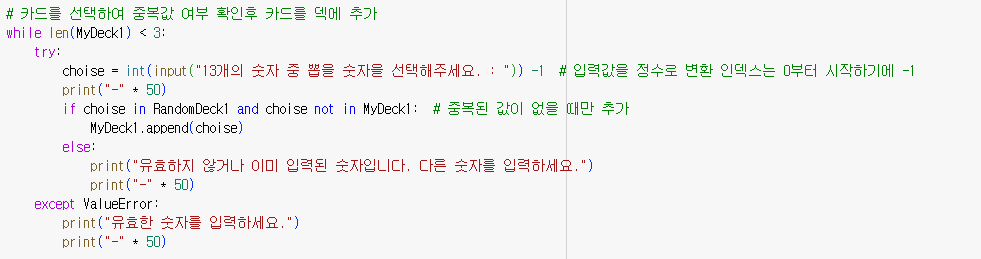 # 카드를 선택하여 중복값 여부 확인후 카드를 덱에 추가
while len(MyDeck1) < 3:
    try:
        choise = int(input("13개의 숫자 중 뽑을 숫자을 선택해주세요. : ")) -1  # 입력값을 정수로 변환 인덱스는 0부터 시작하기에 -1
        print("-" * 50)
        if choise in RandomDeck1 and choise not in MyDeck1:  # 중복된 값이 없을 때만 추가
            MyDeck1.append(choise)
        else:
            print("유효하지 않거나 이미 입력된 숫자입니다. 다른 숫자를 입력하세요.")
            print("-" * 50)
    except ValueError:
        print("유효한 숫자를 입력하세요.")
        print("-" * 50)